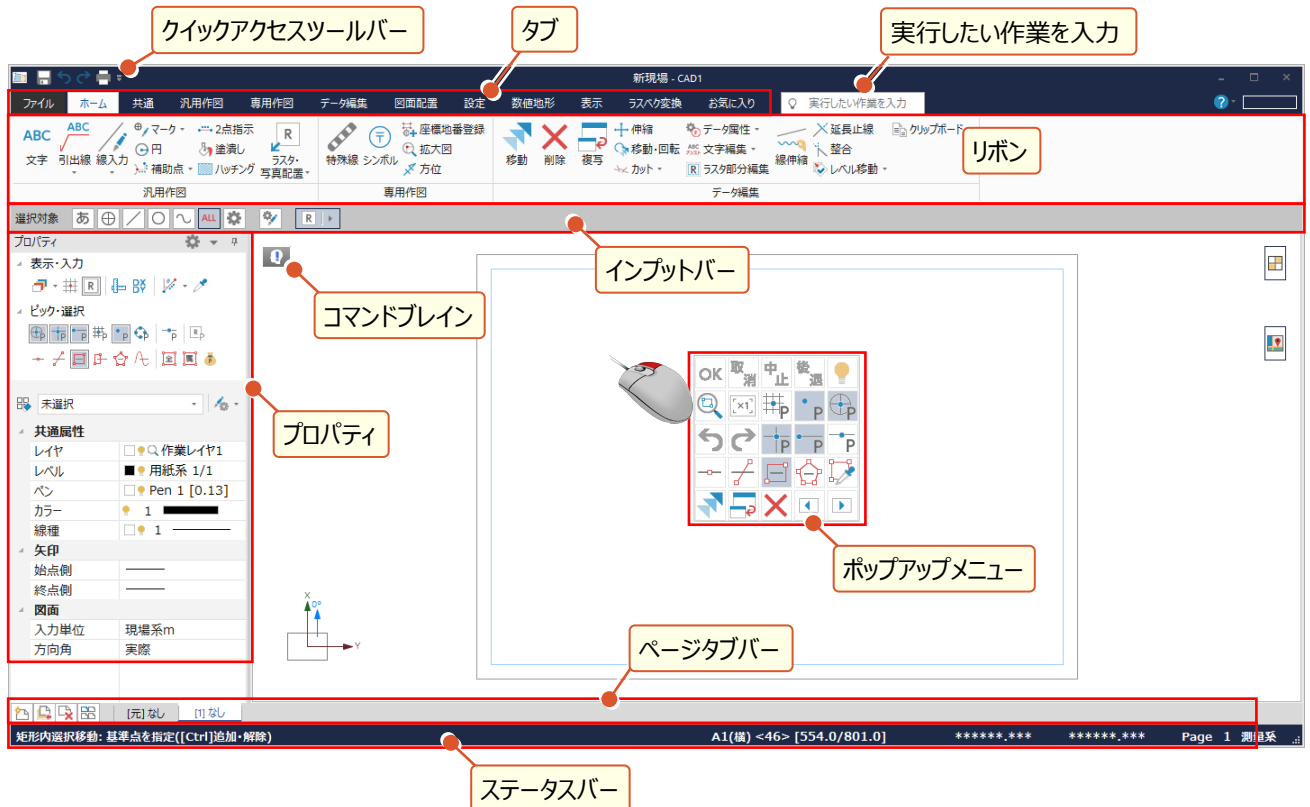 クイックアクセスツールバー
タブ
実行したい作業を入力
新現場 - CAD1
ファイル ホーム 共通 汎用作図 専用作図 データ編集 図面配置 設定 数値地形 表示 ラスベク変換 お気に入り 実行したい作業を入力
ABC
文字
ABC
引出線
線入力
マーク
円
補助点
2点指示
塗潰し
ハッチング
R
ラスタ・
写真配置
汎用作図
特殊線
〒
シンボル
座標地番登録
拡大図
方位
専用作図
移動
削除
複写
伸縮
移動・回転
カット
データ属性
文字編集
R ラスタ部分編集
線伸縮
延長止線
整合
レベル移動
クリップボード
データ編集
リボン
選択対象 あ ALL R
インプットバー
プロパティ
表示・入力
R
ピック・選択
未選択
共通属性
レイヤ 作業レイヤ1
レベル 用紙系 1/1
ペン Pen 1 [0.13]
カラー 1
線種 1
矢印
始点側
終点側
図面
入力単位 現場系m
方向角 実際
コマンドブレイン
プロパティ
OK 取消 中止 後退
[×1] P P P
P P P
ポップアップメニュー
X
0°
Y
ページタブバー
[元] なし [1] なし
矩形内選択移動: 基準点を指定([Ctrl]追加・解除) A1(横) <46> [554.0/801.0] ******.*** ******.*** Page 1 測量系
ステータスバー